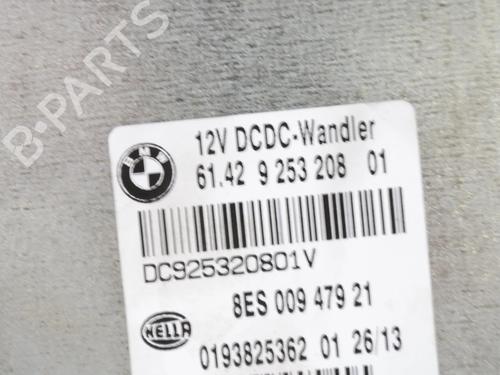 B-PARTS
BMW
12V DCDC-Wandler
61.42 9 253 208 01
DC925320801V
HELLA
8ES 009 479 21
0193825362 01 26/13